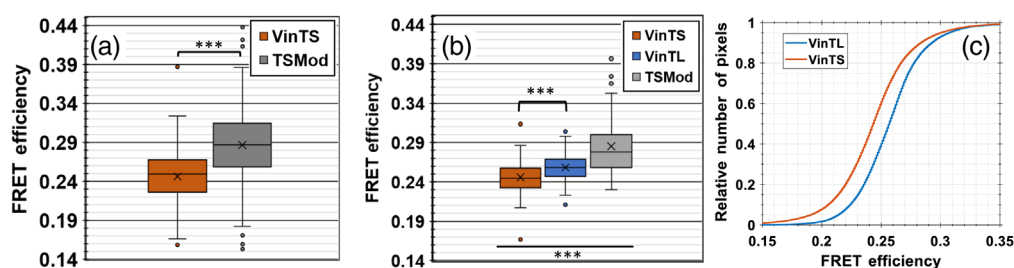 (a)
FRET efficiency
0.44
0.39
0.34
0.29
0.24
0.19
0.14
***
VinTS
TSMod
(b)
FRET efficiency
0.44
0.39
0.34
0.29
0.24
0.19
0.14
***
***
VinTS
VinTL
TSMod
(c)
Relative number of pixels
1
0.8
0.6
0.4
0.2
0
VinTL
VinTS
0.15 0.2 0.25 0.3 0.35
FRET efficiency